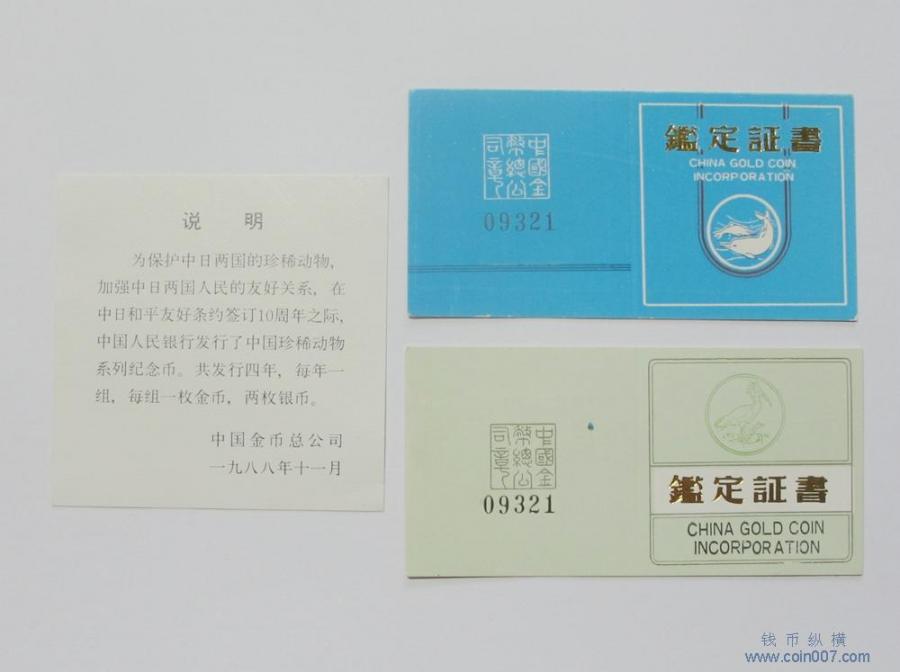 说 明
为保护中日两国的珍稀动物,
加强中日两国人民的友好关系, 在
中日和平友好条约签订10周年之际,
中国人民银行发行了中国珍稀动物
系列纪念币。共发行四年, 每年一
组, 每组一枚金币, 两枚银币。
中国金币总公司
一九八八年十一月
中國金
幣總公
司章
09321
鑑定証書
CHINA GOLD COIN
INCORPORATION
中國金
幣總公
司章
09321
鑑定証書
CHINA GOLD COIN
INCORPORATION
钱币纵横
www.coin007.com